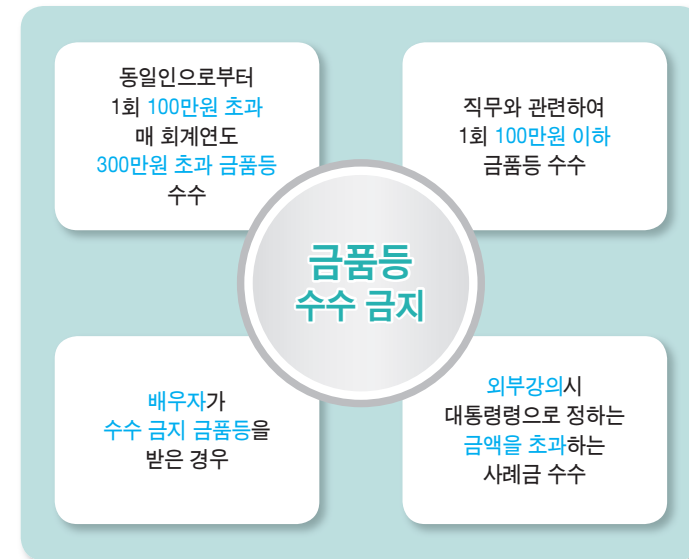 동일인으로부터
1회 100만원 초과
매 회계연도
300만원 초과 금품등
수수
직무와 관련하여
1회 100만원 이하
금품등 수수
금품등
수수 금지
배우자가
수수 금지 금품등을
받은 경우
외부강의시
대통령령으로 정하는
금액을 초과하는
사례금 수수